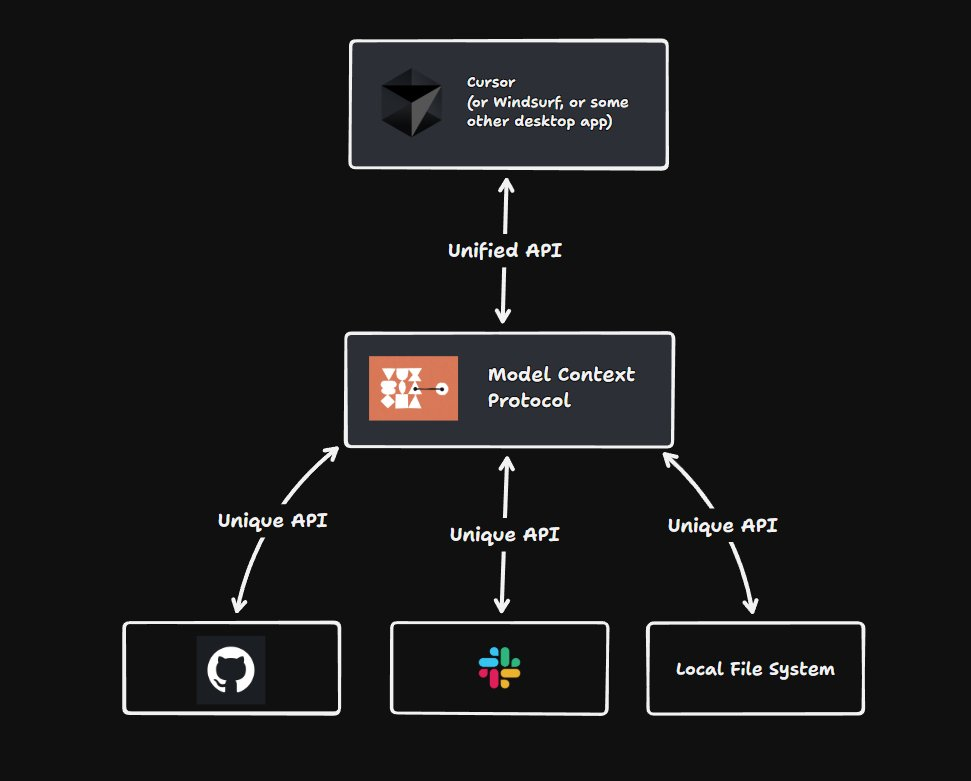 Cursor
(or Windsurf, or some
other desktop app)
Unified API
Model Context
Protocol
Unique API
Unique API
Unique API
Local File System